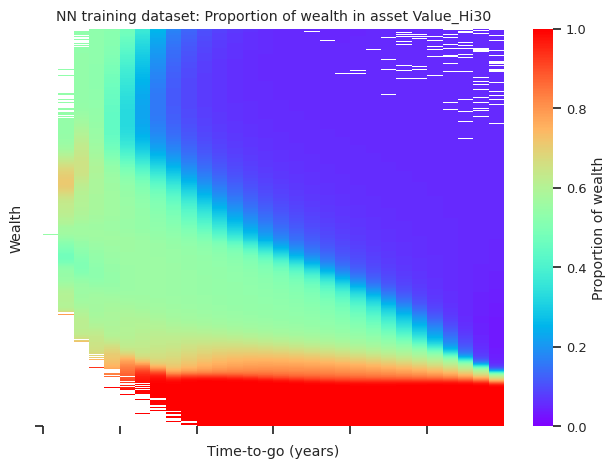 NN training dataset: Proportion of wealth in asset Value_Hi30
Wealth
Time-to-go (years)
1.0
0.8
0.6
0.4
0.2
0.0
Proportion of wealth